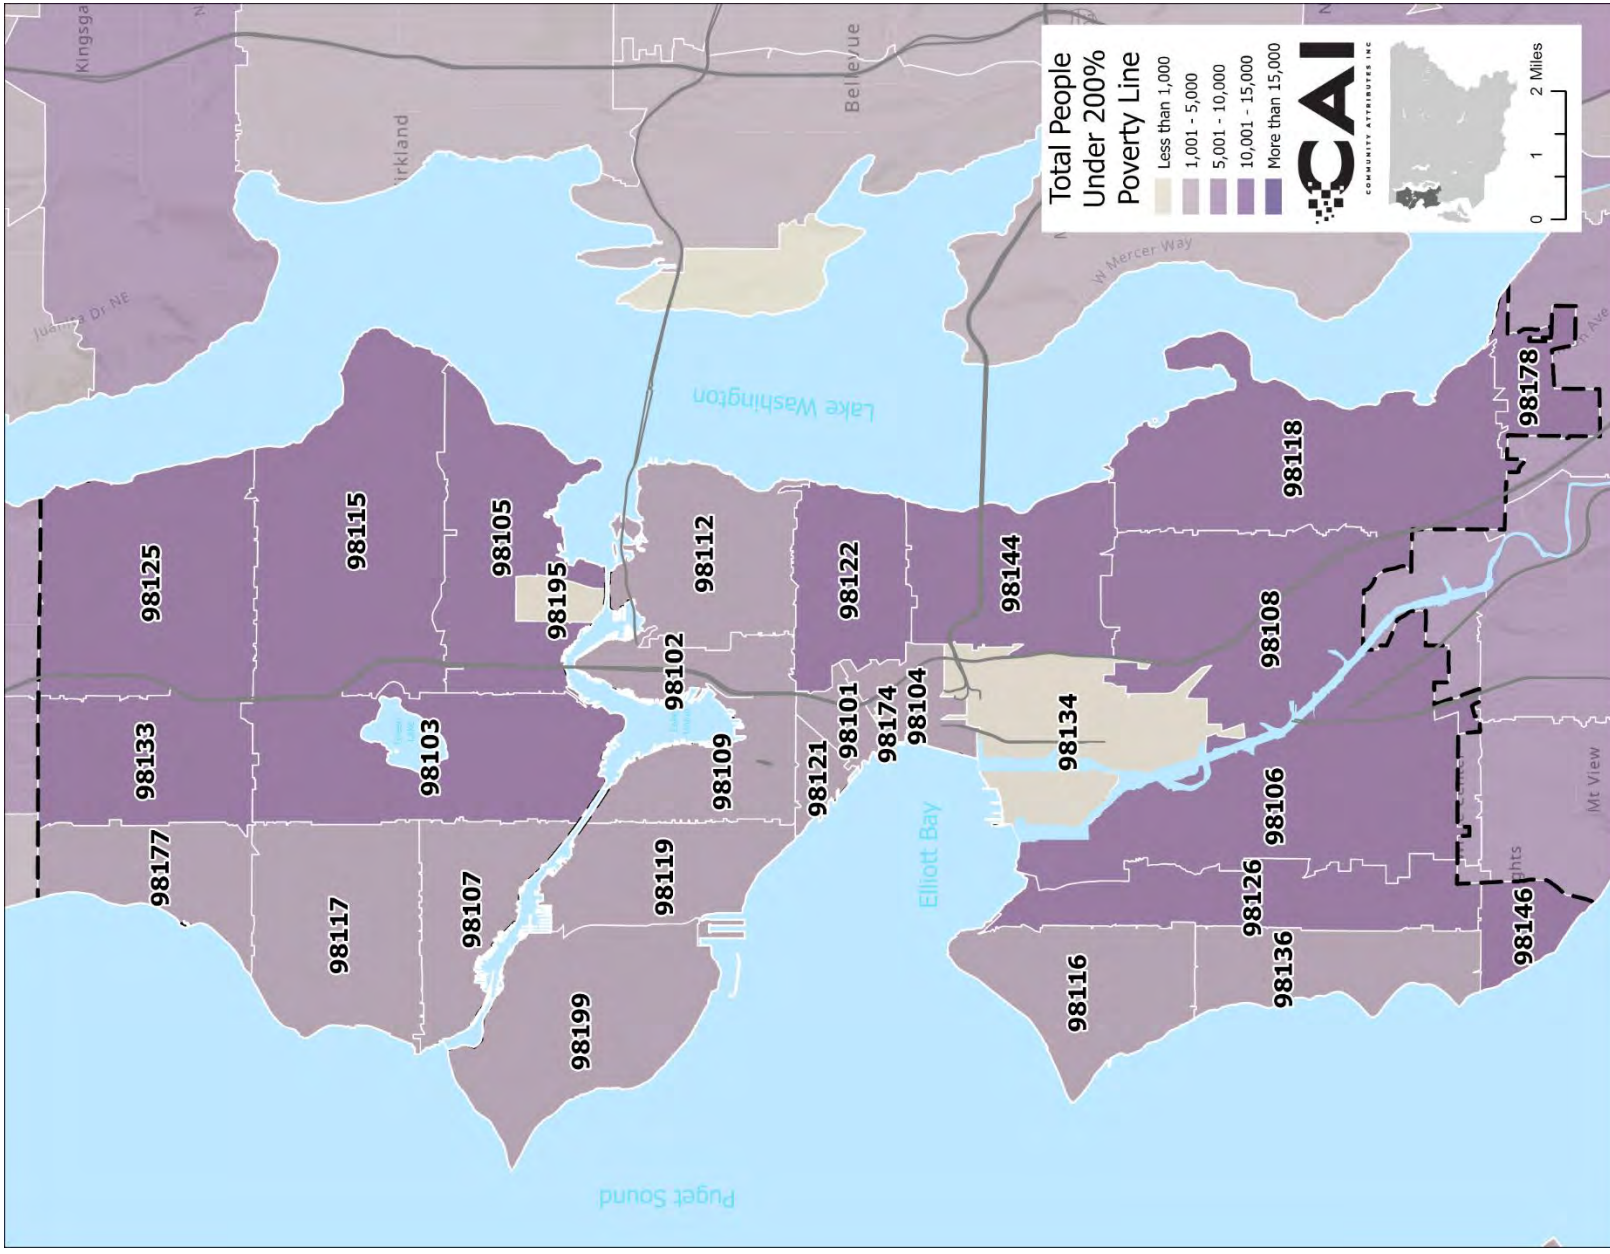 Kingsga
N
Juanita Dr NE
irkland
Bellevue
N
98125
98115
98105
98195
98133
98103
98177
98117
98107
98112
98102
98109
98119
98199
98122
98101
98174
98104
98121
98144
98134
98118
98108
98106
98126
98116
98136
98178
98146
Lake Washington
Elliott Bay
Puget Sound
W Mercer Way
ghts
Mt View
n Ave
Total People
Under 200%
Poverty Line
Less than 1,000
1,001 - 5,000
5,001 - 10,000
10,001 - 15,000
More than 15,000
CAI
COMMUNITY ATTRIBUTES INC
0 1 2 Miles